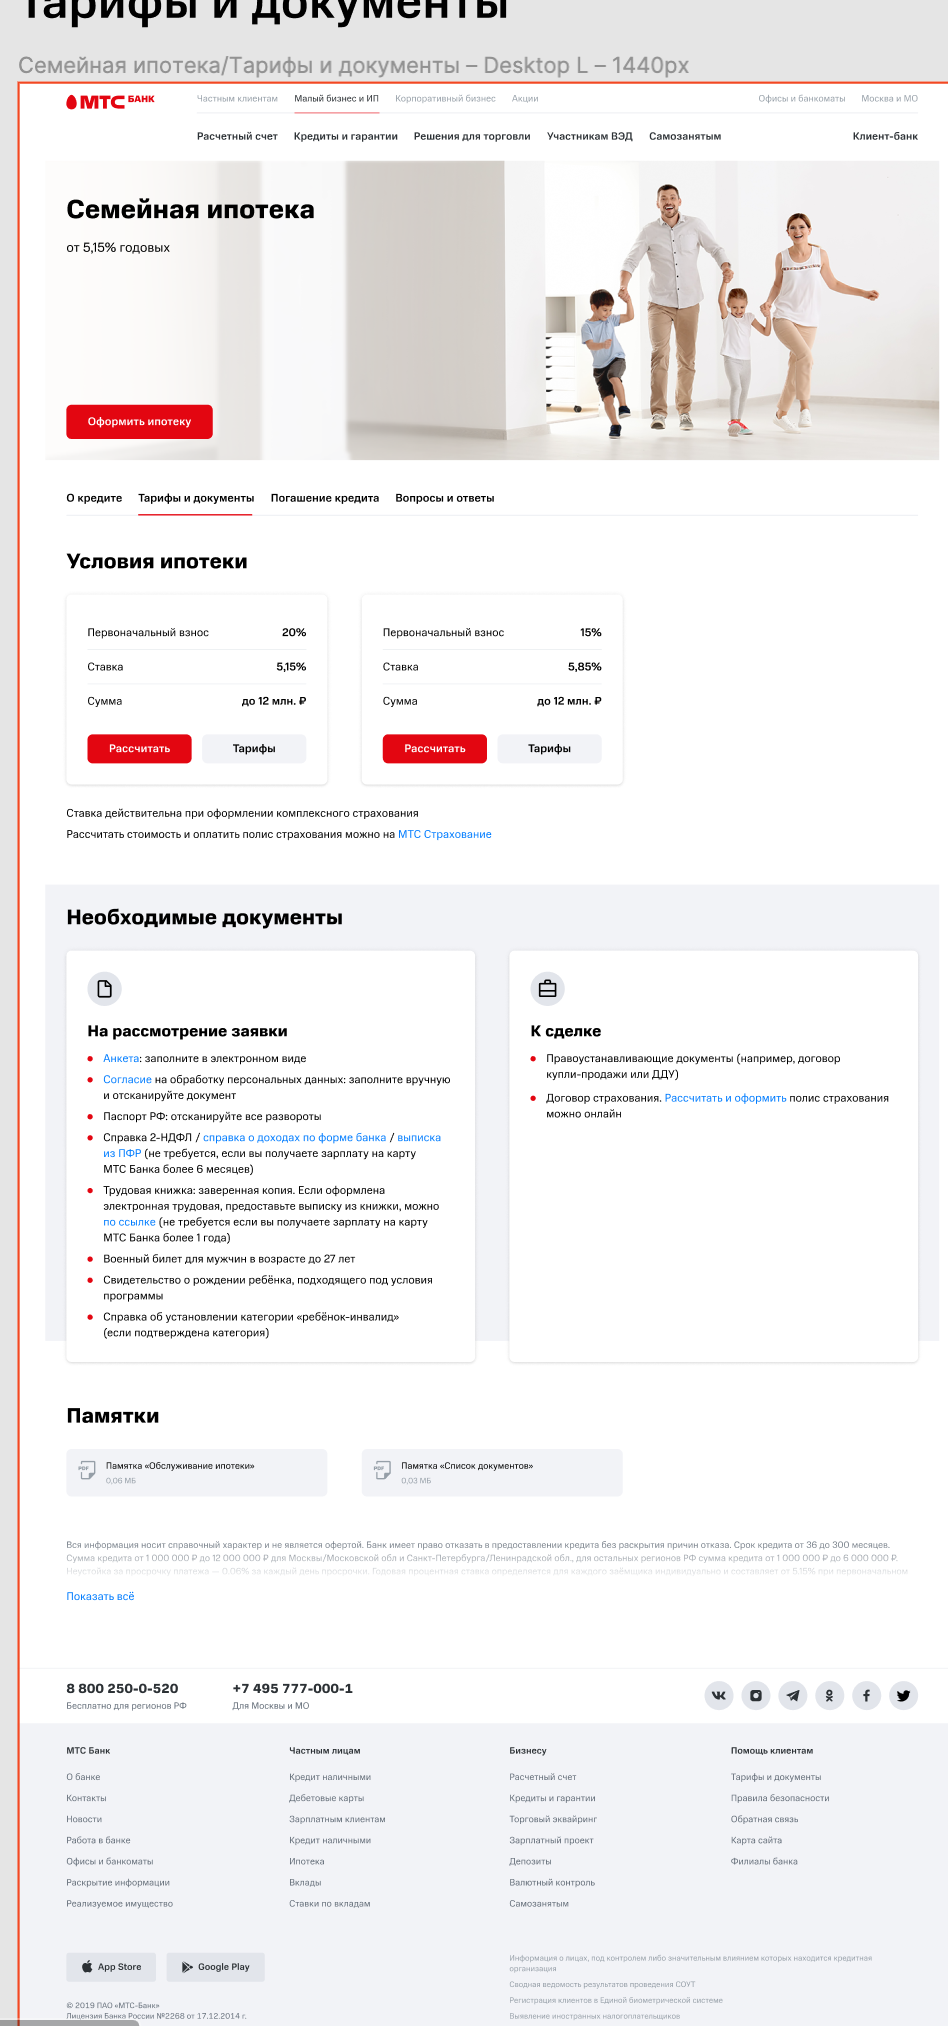 Тарифы и документы
Семейная ипотека/Тарифы и документы – Desktop L – 1440px
МТС БАНК
Частным клиентам Малый бизнес и ИП Корпоративный бизнес Акции Офисы и банкоматы Москва и МО
Расчетный счет Кредиты и гарантии Решения для торговли Участникам ВЭД Самозанятым Клиент-банк
Семейная ипотека
от 5,15% годовых
Оформить ипотеку
О кредите Тарифы и документы Погашение кредита Вопросы и ответы
Условия ипотеки
Первоначальный взнос 20%
Ставка 5,15%
Сумма до 12 млн. ₽
Рассчитать Тарифы
Первоначальный взнос 15%
Ставка 5,85%
Сумма до 12 млн. ₽
Рассчитать Тарифы
Ставка действительна при оформлении комплексного страхования
Рассчитать стоимость и оплатить полис страхования можно на МТС Страхование
Необходимые документы
На рассмотрение заявки
Анкета: заполните в электронном виде
Согласие на обработку персональных данных: заполните вручную
и отсканируйте документ
Паспорт РФ: отсканируйте все развороты
Справка 2-НДФЛ / справка о доходах по форме банка / выписка
из ПФР (не требуется, если вы получаете зарплату на карту
МТС Банка более 6 месяцев)
Трудовая книжка: заверенная копия. Если оформлена
электронная трудовая, предоставьте выписку из книжки, можно
по ссылке (не требуется если вы получаете зарплату на карту
МТС Банка более 1 года)
Военный билет для мужчин в возрасте до 27 лет
Свидетельство о рождении ребёнка, подходящего под условия
программы
Справка об установлении категории «ребёнок-инвалид»
(если подтверждена категория)
К сделке
Правоустанавливающие документы (например, договор
купли-продажи или ДДУ)
Договор страхования. Рассчитать и оформить полис страхования
можно онлайн
Памятки
PDF Памятка «Обслуживание ипотеки»
0,06 МБ
PDF Памятка «Список документов»
0,03 МБ
Вся информация носит справочный характер и не является офертой. Банк имеет право отказать в предоставлении кредита без раскрытия причин отказа. Срок кредита от 36 до 300 месяцев.
Сумма кредита от 1 000 000 ₽ до 12 000 000 ₽ для Москвы/Московской обл и Санкт-Петербурга/Ленинградской обл., для остальных регионов РФ сумма кредита от 1 000 000 ₽ до 6 000 000 ₽.
Неустойка за просрочку платежа — 0,06% за каждый день просрочки. Годовая процентная ставка определяется для каждого заёмщика индивидуально и составляет от 5,15% при первоначальном
Показать всё
8 800 250-0-520
Бесплатно для регионов РФ
+7 495 777-000-1
Для Москвы и МО
МТС Банк
О банке
Контакты
Новости
Работа в банке
Офисы и банкоматы
Раскрытие информации
Реализуемое имущество
Частным лицам
Кредит наличными
Дебетовые карты
Зарплатным клиентам
Кредит наличными
Ипотека
Вклады
Ставки по вкладам
Бизнесу
Расчетный счет
Кредиты и гарантии
Торговый эквайринг
Зарплатный проект
Депозиты
Валютный контроль
Самозанятым
Помощь клиентам
Тарифы и документы
Правила безопасности
Обратная связь
Карта сайта
Филиалы банка
App Store Google Play
© 2019 ПАО «МТС-Банк»
Лицензия Банка России №2268 от 17.12.2014 г.
Информация о лицах, под контролем либо значительным влиянием которых находится кредитная
организация
Сводная ведомость результатов проведения СОУТ
Регистрация клиентов в Единой биометрической системе
Выявление иностранных налогоплательщиков